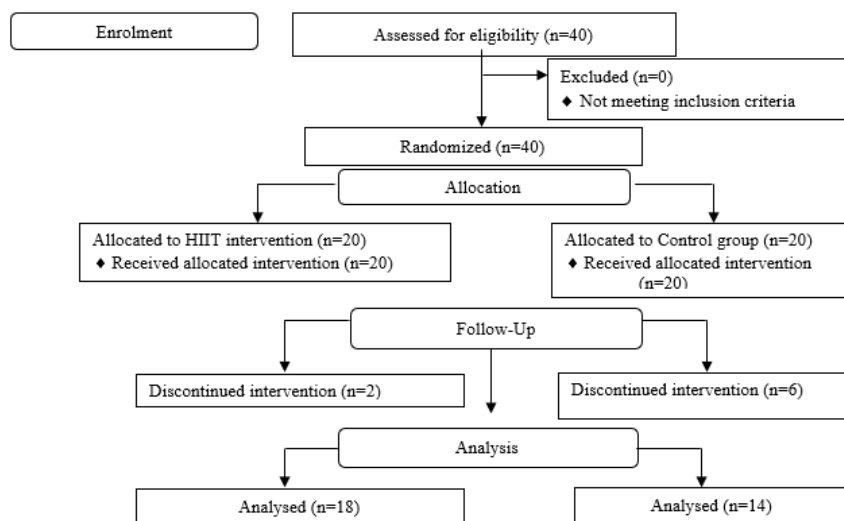 Enrolment
Assessed for eligibility (n=40)
Excluded (n=0)
♦ Not meeting inclusion criteria
Randomized (n=40)
Allocation
Allocated to HIIT intervention (n=20)
♦ Received allocated intervention (n=20)
Allocated to Control group (n=20)
♦ Received allocated intervention
(n=20)
Follow-Up
Discontinued intervention (n=2)
Discontinued intervention (n=6)
Analysis
Analysed (n=18)
Analysed (n=14)